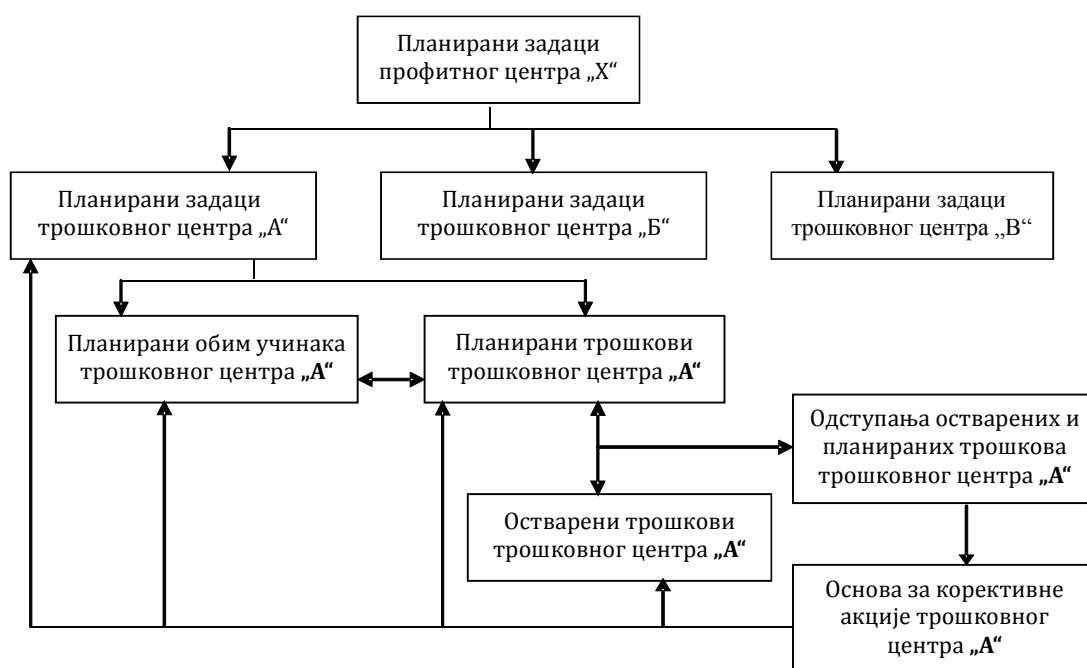 Планирани задаци
профитног центра „Х“
Планирани задаци
трошковног центра „А“
Планирани задаци
трошковног центра „Б“
Планирани задаци
трошковног центра „В“
Планирани обим учинака
трошковног центра „А“
Планирани трошкови
трошковног центра „А“
Одступања остварених и
планираних трошкова
трошковног центра „А“
Остварени трошкови
трошковног центра „А“
Основа за корективне
акције трошковног
центра „А“